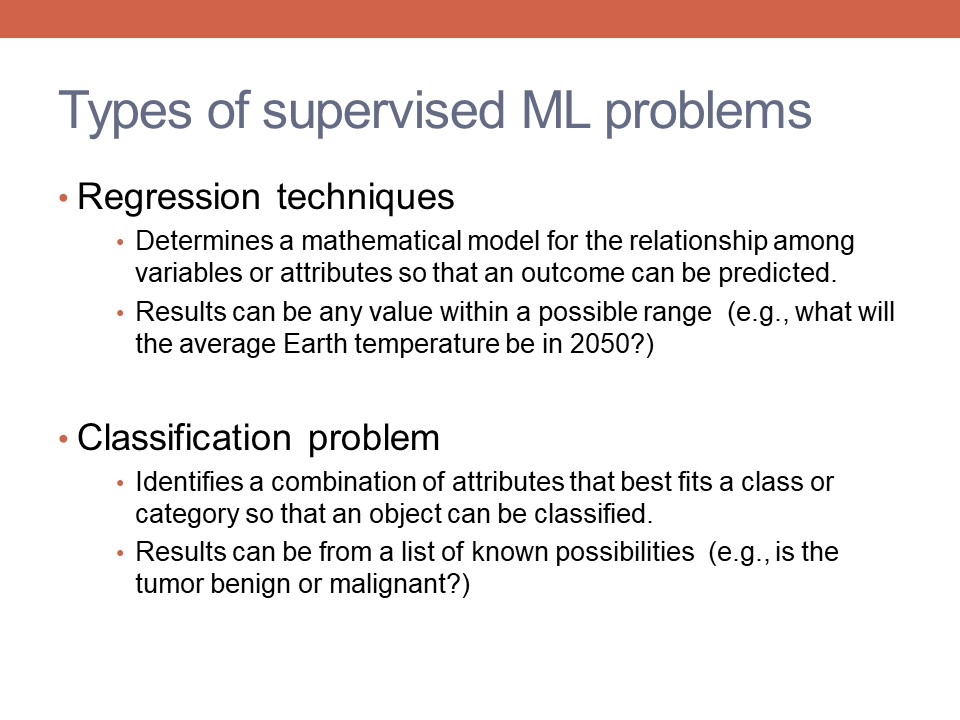 Types of supervised ML problems
• Regression techniques
• Determines a mathematical model for the relationship among
variables or attributes so that an outcome can be predicted.
• Results can be any value within a possible range  (e.g., what will
the average Earth temperature be in 2050?)
• Classification problem
• Identifies a combination of attributes that best fits a class or
category so that an object can be classified.
• Results can be from a list of known possibilities  (e.g., is the
tumor benign or malignant?)